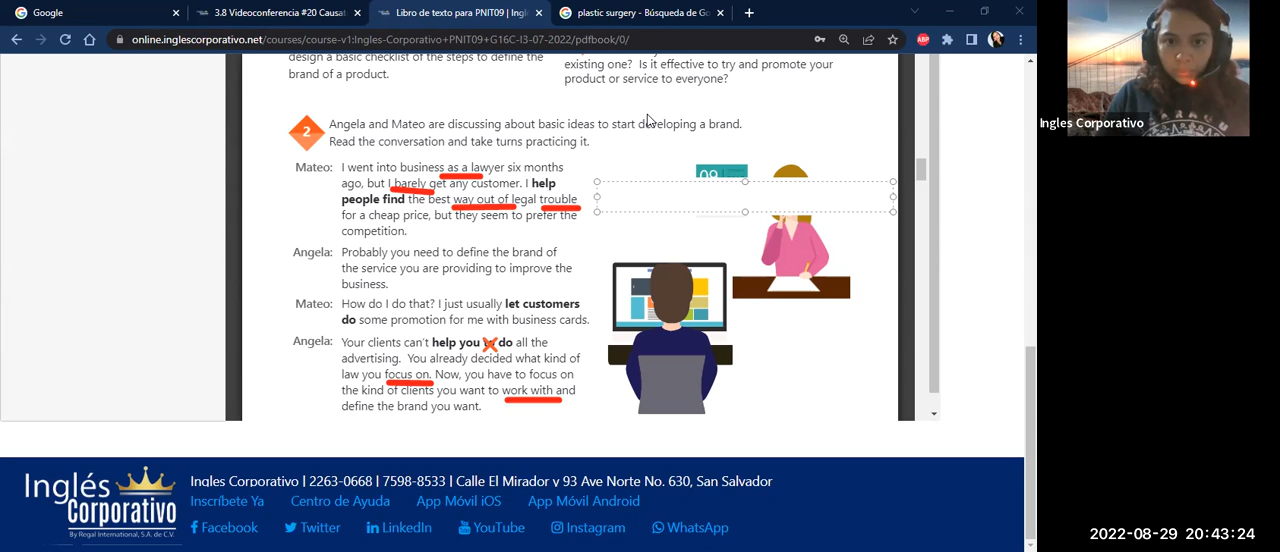 Google
3.8 Videoconferencia #20 Causat
Libro de texto para PNIT09 | Ingl
plastic surgery - Búsqueda de Go
online.inglescorporativo.net/courses/course-v1:Ingles-Corporativo+PNIT09+G16C-I3-07-2022/pdfbook/0/
ABP
design a basic checklist of the steps to define the
brand of a product.
existing one? Is it effective to try and promote your
product or service to everyone?
2
Angela and Mateo are discussing about basic ideas to start developing a brand.
Read the conversation and take turns practicing it.
Mateo: I went into business as a lawyer six months
ago, but I barely get any customer. I help
people find the best way out of legal trouble
for a cheap price, but they seem to prefer the
competition.
Angela: Probably you need to define the brand of
the service you are providing to improve the
business.
Mateo: How do I do that? I just usually let customers
do some promotion for me with business cards.
Angela: Your clients can't help you to do all the
advertising. You already decided what kind of
law you focus on. Now, you have to focus on
the kind of clients you want to work with and
define the brand you want.
Ingles Corporativo
Inglés
Corporativo
By Regal International, S.A. de C.V.
Ingles Corporativo | 2263-0668 | 7598-8533 | Calle El Mirador y 93 Ave Norte No. 630, San Salvador
Inscríbete Ya Centro de Ayuda App Móvil iOS App Móvil Android
Facebook Twitter LinkedIn YouTube Instagram WhatsApp
2022-08-29 20:43:24